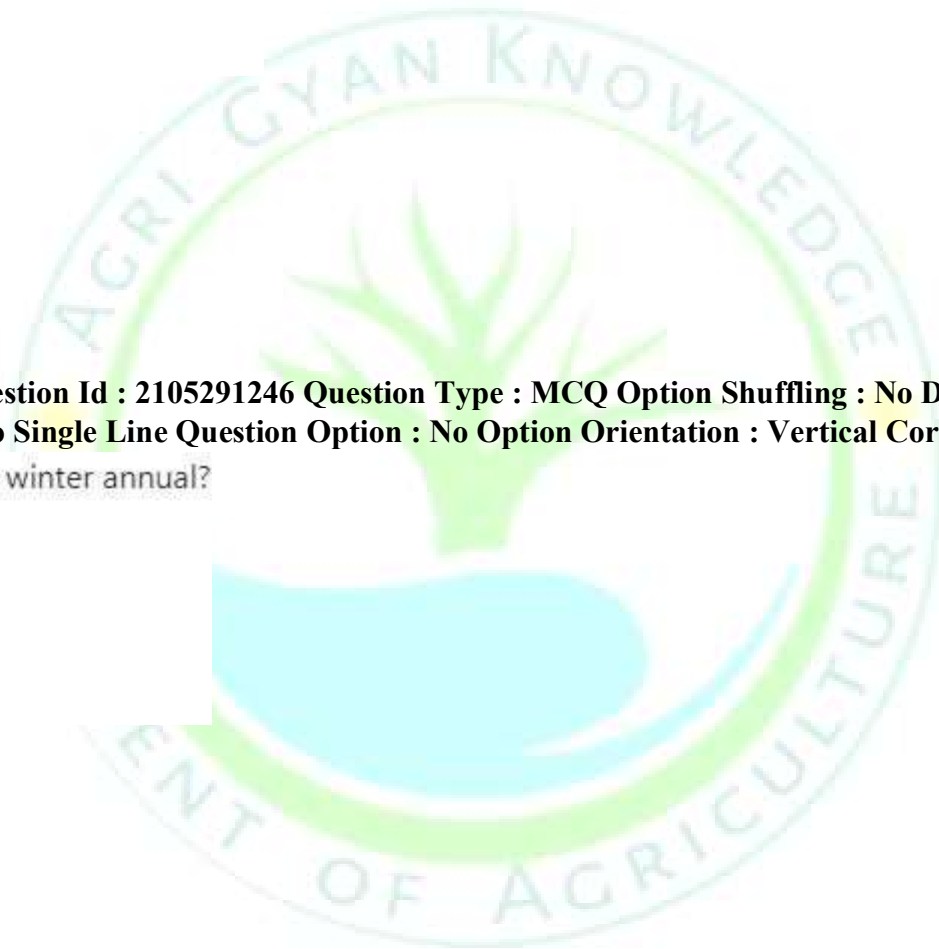 AGRI GYAN KNOWLEDGE
estion Id : 2105291246 Question Type : MCQ Option Shuffling : No D
Single Line Question Option : No Option Orientation : Vertical Cor
winter annual?
ENT OF AGRICULTURE